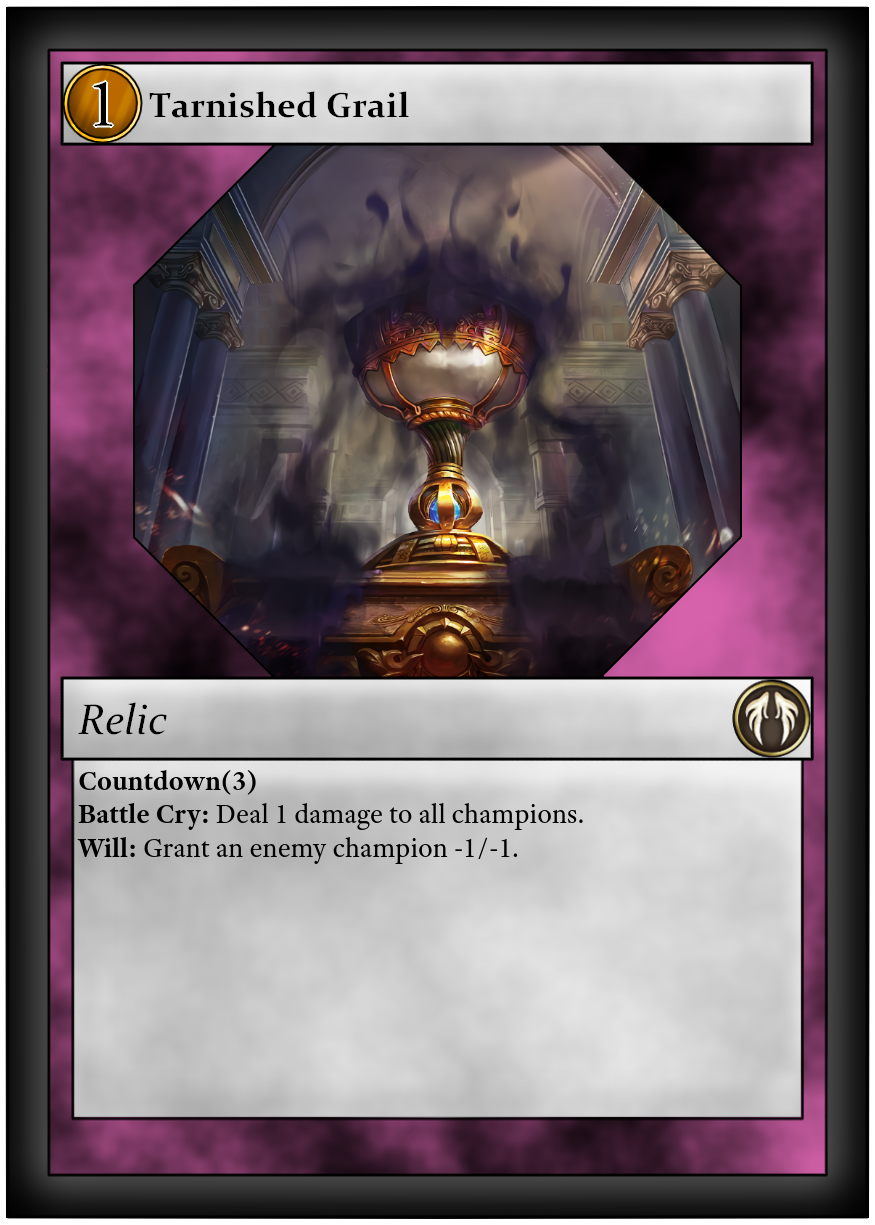 1
Tarnished Grail
Relic
Countdown(3)
Battle Cry: Deal 1 damage to all champions.
Will: Grant an enemy champion -1/-1.